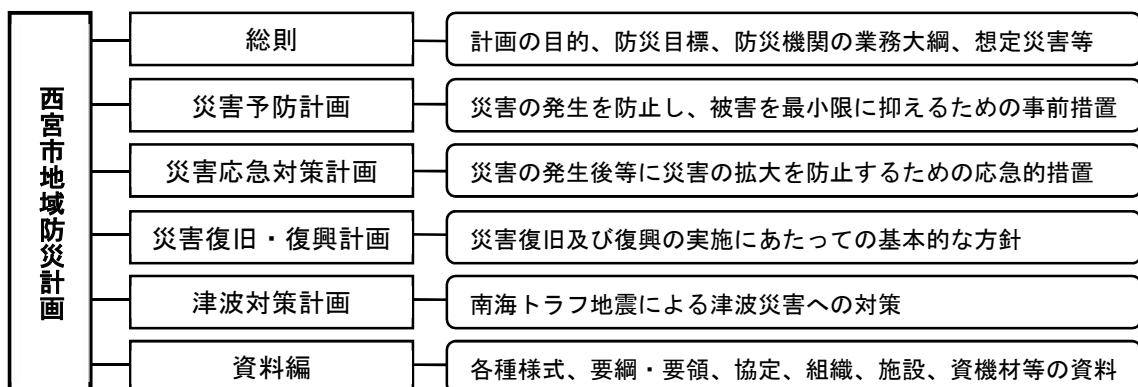 西宮市地域防災計画
総則
計画の目的、防災目標、防災機関の業務大綱、想定災害等
災害予防計画
災害の発生を防止し、被害を最小限に抑えるための事前措置
災害応急対策計画
災害の発生後等に災害の拡大を防止するための応急的措置
災害復旧・復興計画
災害復旧及び復興の実施にあたっての基本的な方針
津波対策計画
南海トラフ地震による津波災害への対策
資料編
各種様式、要綱・要領、協定、組織、施設、資機材等の資料